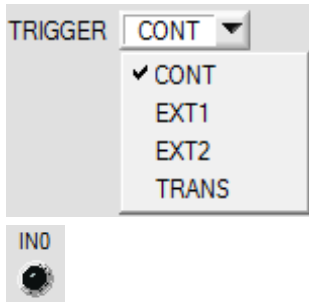 TRIGGER CONT
CONT
EXT1
EXT2
TRANS
IN0